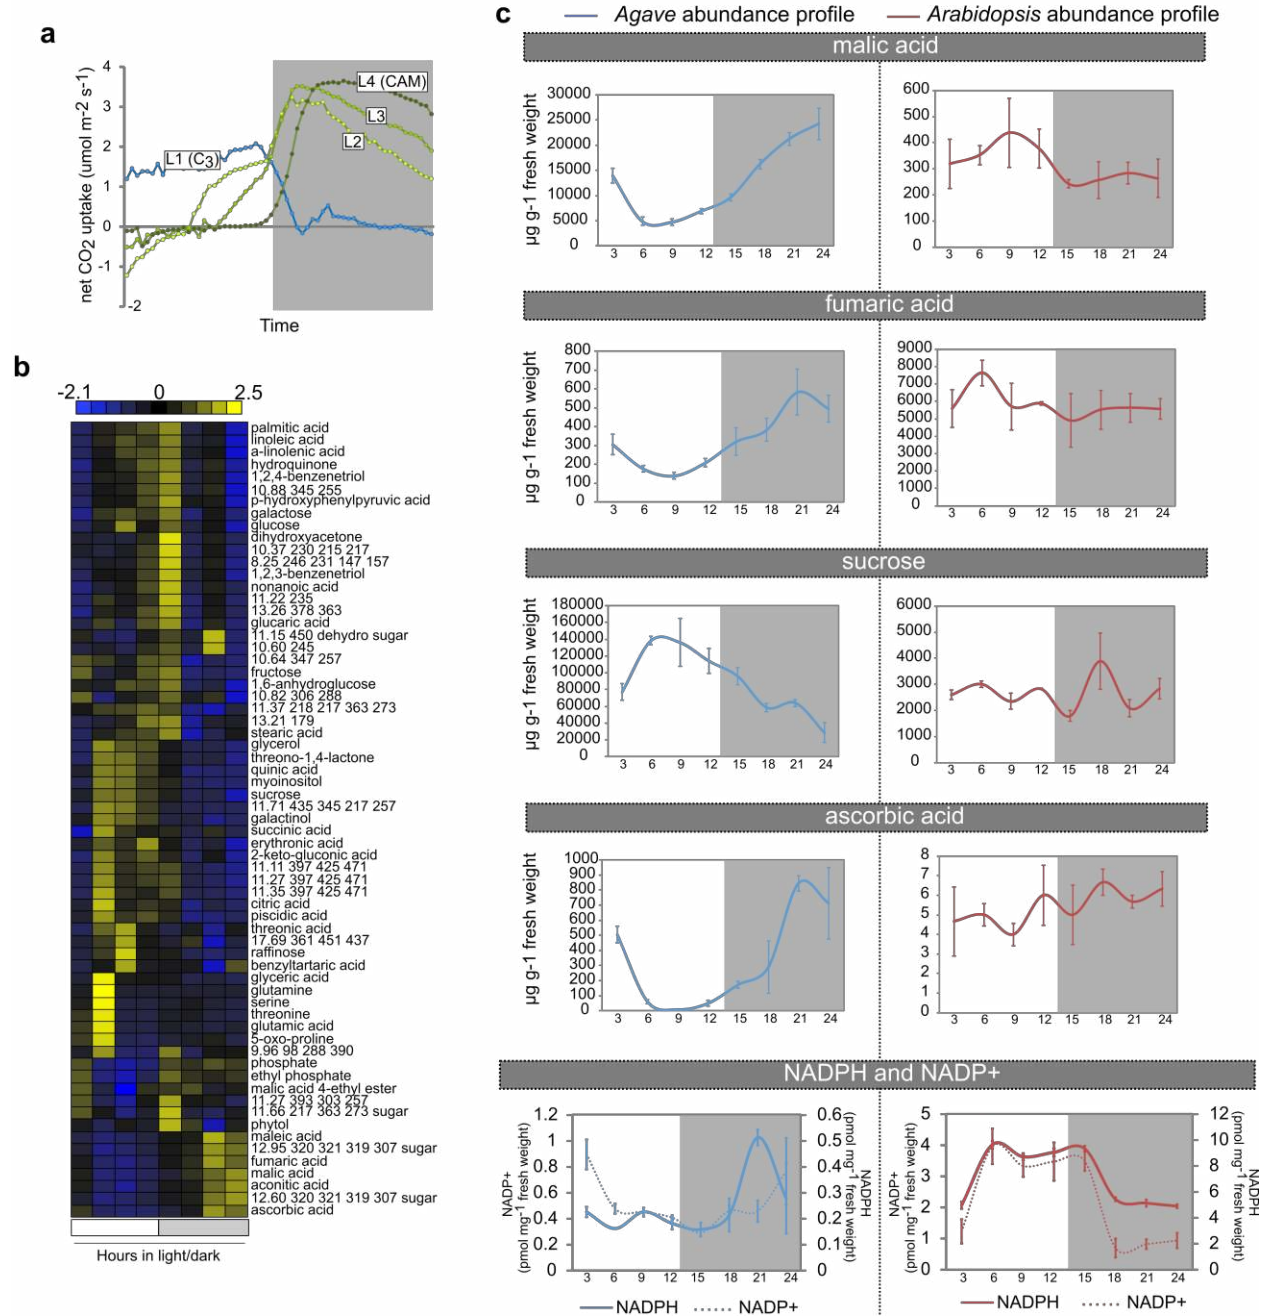 a
net CO2 uptake (umol m-2 s-1)
4
3
2
1
0
-1
-2
L1 (C3)
L4 (CAM)
L3
L2
Time
b
-2.1 0 2.5
palmitic acid
linoleic acid
a-linolenic acid
hydroquinone
1,2,4-benzenetriol
10.88 345 255
p-hydroxyphenylpyruvic acid
galactose
glucose
dihydroxyacetone
10.37 230 215 217
8.25 246 231 147 157
1,2,3-benzenetriol
nonanoic acid
11.22 235
13.26 378 363
glucaric acid
11.15 450 dehydro sugar
10.60 245
10.64 347 257
fructose
1,6-anhydroglucose
10.82 306 288
11.37 218 217 363 273
13.21 179
stearic acid
glycerol
threono-1,4-lactone
quinic acid
myoinositol
sucrose
11.71 435 345 217 257
galactinol
succinic acid
erythronic acid
2-keto-gluconic acid
11.11 397 425 471
11.27 397 425 471
11.35 397 425 471
citric acid
piscidic acid
threonic acid
17.69 361 451 437
raffinose
benzyltartaric acid
glyceric acid
glutamine
serine
threonine
glutamic acid
5-oxo-proline
9.96 98 288 390
phosphate
ethyl phosphate
malic acid 4-ethyl ester
11.27 393 303 257
11.66 217 363 273 sugar
phytol
maleic acid
12.95 320 321 319 307 sugar
fumaric acid
malic acid
aconitic acid
12.60 320 321 319 307 sugar
ascorbic acid
Hours in light/dark
c
Agave abundance profile
Arabidopsis abundance profile
malic acid
µg g-1 fresh weight
30000
25000
20000
15000
10000
5000
0
3 6 9 12 15 18 21 24
600
500
400
300
200
100
0
3 6 9 12 15 18 21 24
fumaric acid
µg g-1 fresh weight
800
700
600
500
400
300
200
100
0
3 6 9 12 15 18 21 24
9000
8000
7000
6000
5000
4000
3000
2000
1000
0
3 6 9 12 15 18 21 24
sucrose
µg g-1 fresh weight
180000
160000
140000
120000
100000
80000
60000
40000
20000
0
3 6 9 12 15 18 21 24
6000
5000
4000
3000
2000
1000
0
3 6 9 12 15 18 21 24
ascorbic acid
µg g-1 fresh weight
1000
900
800
700
600
500
400
300
200
100
0
3 6 9 12 15 18 21 24
8
7
6
5
4
3
2
1
0
3 6 9 12 15 18 21 24
NADPH and NADP+
NADP+
(pmol mg-1 fresh weight)
1.2
1
0.8
0.6
0.4
0.2
0
3 6 9 12 15 18 21 24
0.6
0.5
0.4
0.3
0.2
0.1
0
NADPH
(pmol mg-1 fresh weight)
NADPH NADP+
NADP+
(pmol mg-1 fresh weight)
5
4
3
2
1
0
3 6 9 12 15 18 21 24
12
10
8
6
4
2
0
NADPH
(pmol mg-1 fresh weight)
NADPH NADP+